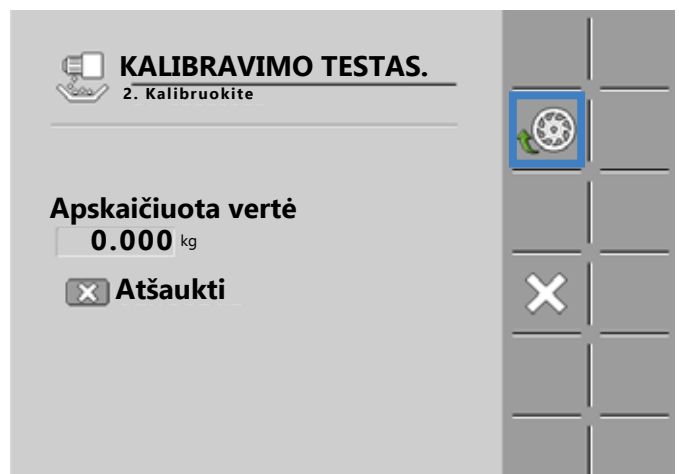 KALIBRAVIMO TESTAS.
2. Kalibruokite
Apskaičiuota vertė
0.000 kg
Atšaukti